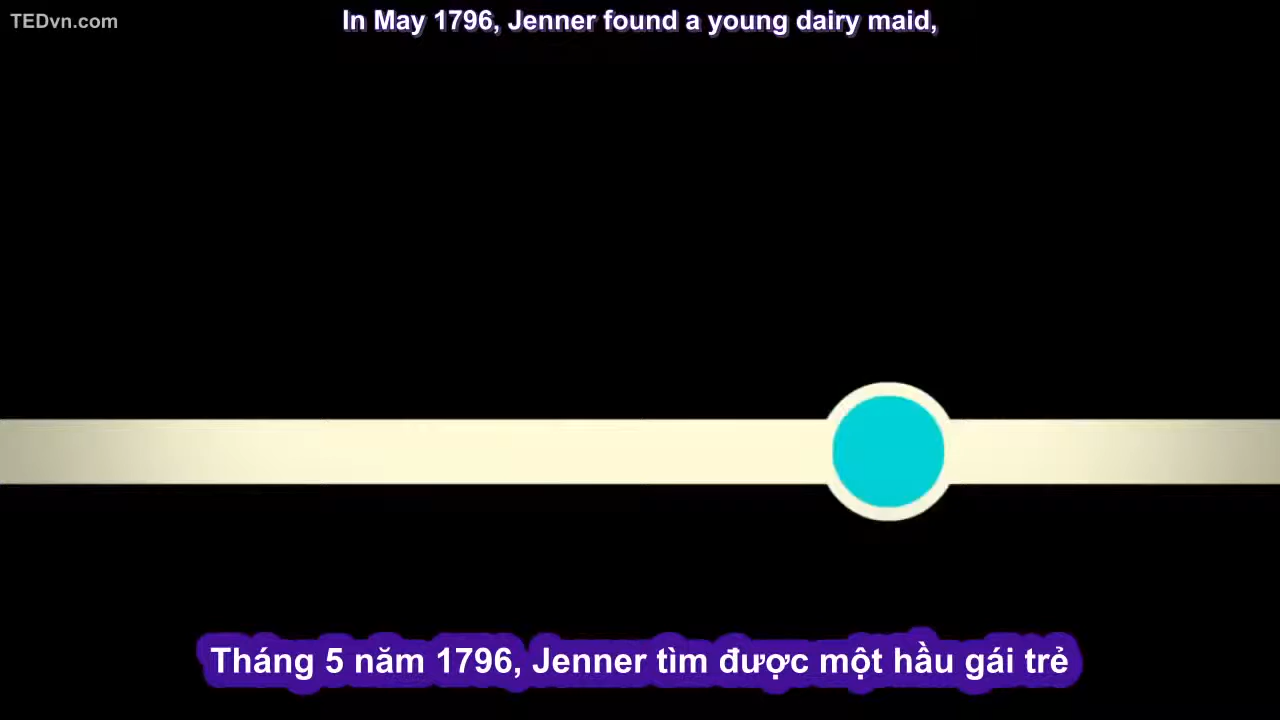 TEDvn.com
In May 1796, Jenner found a young dairy maid,
Tháng 5 năm 1796, Jenner tìm được một hầu gái trẻ